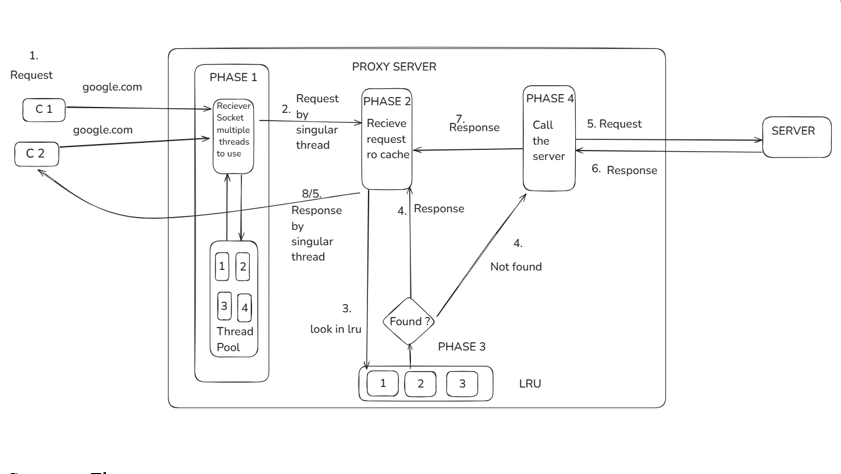 1.
Request
google.com
C 1
google.com
C 2
PROXY SERVER
PHASE 1
Reciever
Socket
multiple
threads
to use
1
2
3
4
Thread
Pool
2.
Request
by
singular
thread
PHASE 2
Recieve
request
ro cache
7.
Response
PHASE 4
Call
the
server
5. Request
6. Response
SERVER
8/5.
Response
by
singular
thread
4. Response
4.
Not found
3.
look in lru
Found ?
PHASE 3
1
2
3
LRU